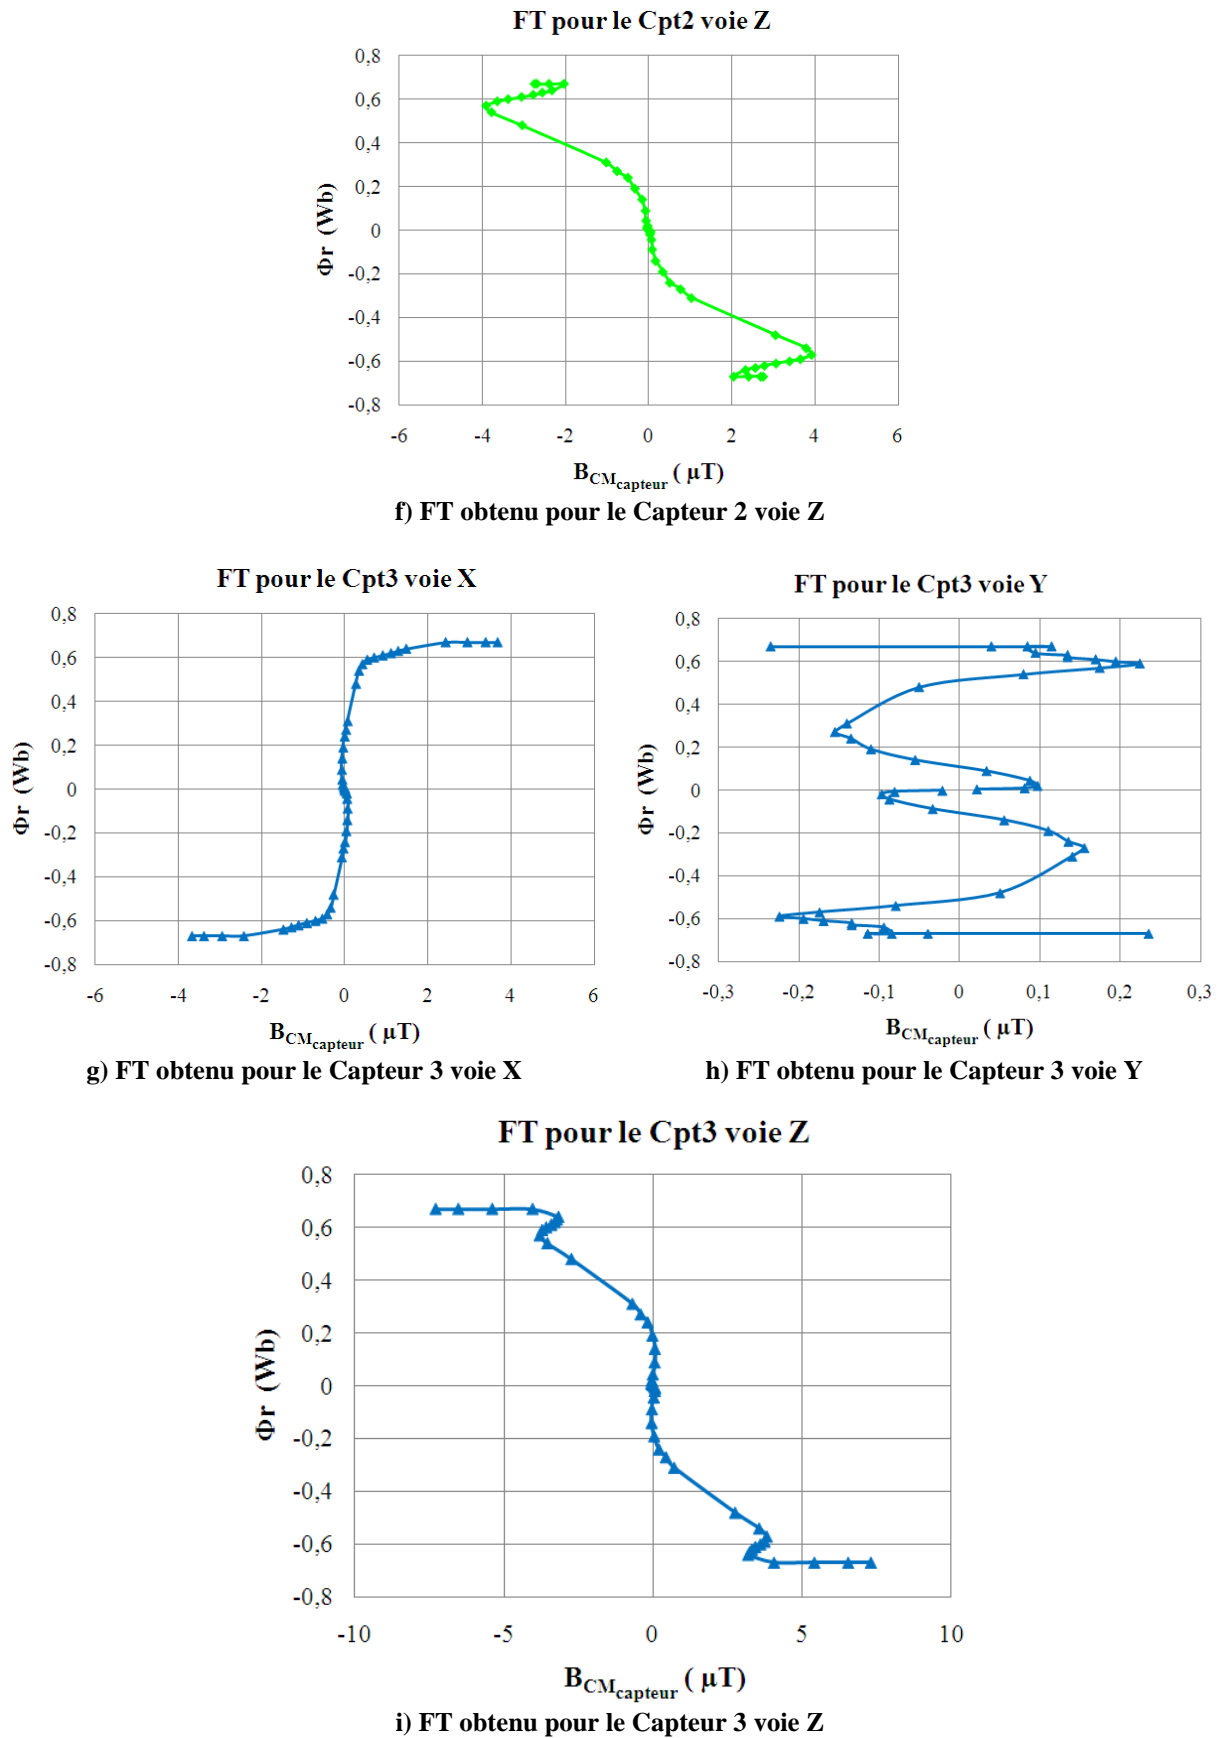 FT pour le Cpt2 voie Z
0,8
0,6
0,4
0,2
0
-0,2
-0,4
-0,6
-0,8
Φr (Wb)
-6 -4 -2 0 2 4 6
BCMcapteur ( µT)
f) FT obtenu pour le Capteur 2 voie Z
FT pour le Cpt3 voie X
0,8
0,6
0,4
0,2
0
-0,2
-0,4
-0,6
-0,8
Φr (Wb)
-6 -4 -2 0 2 4 6
BCMcapteur ( µT)
g) FT obtenu pour le Capteur 3 voie X
FT pour le Cpt3 voie Y
0,8
0,6
0,4
0,2
0
-0,2
-0,4
-0,6
-0,8
Φr (Wb)
-0,3 -0,2 -0,1 0 0,1 0,2 0,3
BCMcapteur ( µT)
h) FT obtenu pour le Capteur 3 voie Y
FT pour le Cpt3 voie Z
0,8
0,6
0,4
0,2
0
-0,2
-0,4
-0,6
-0,8
Φr (Wb)
-10 -5 0 5 10
BCMcapteur ( µT)
i) FT obtenu pour le Capteur 3 voie Z